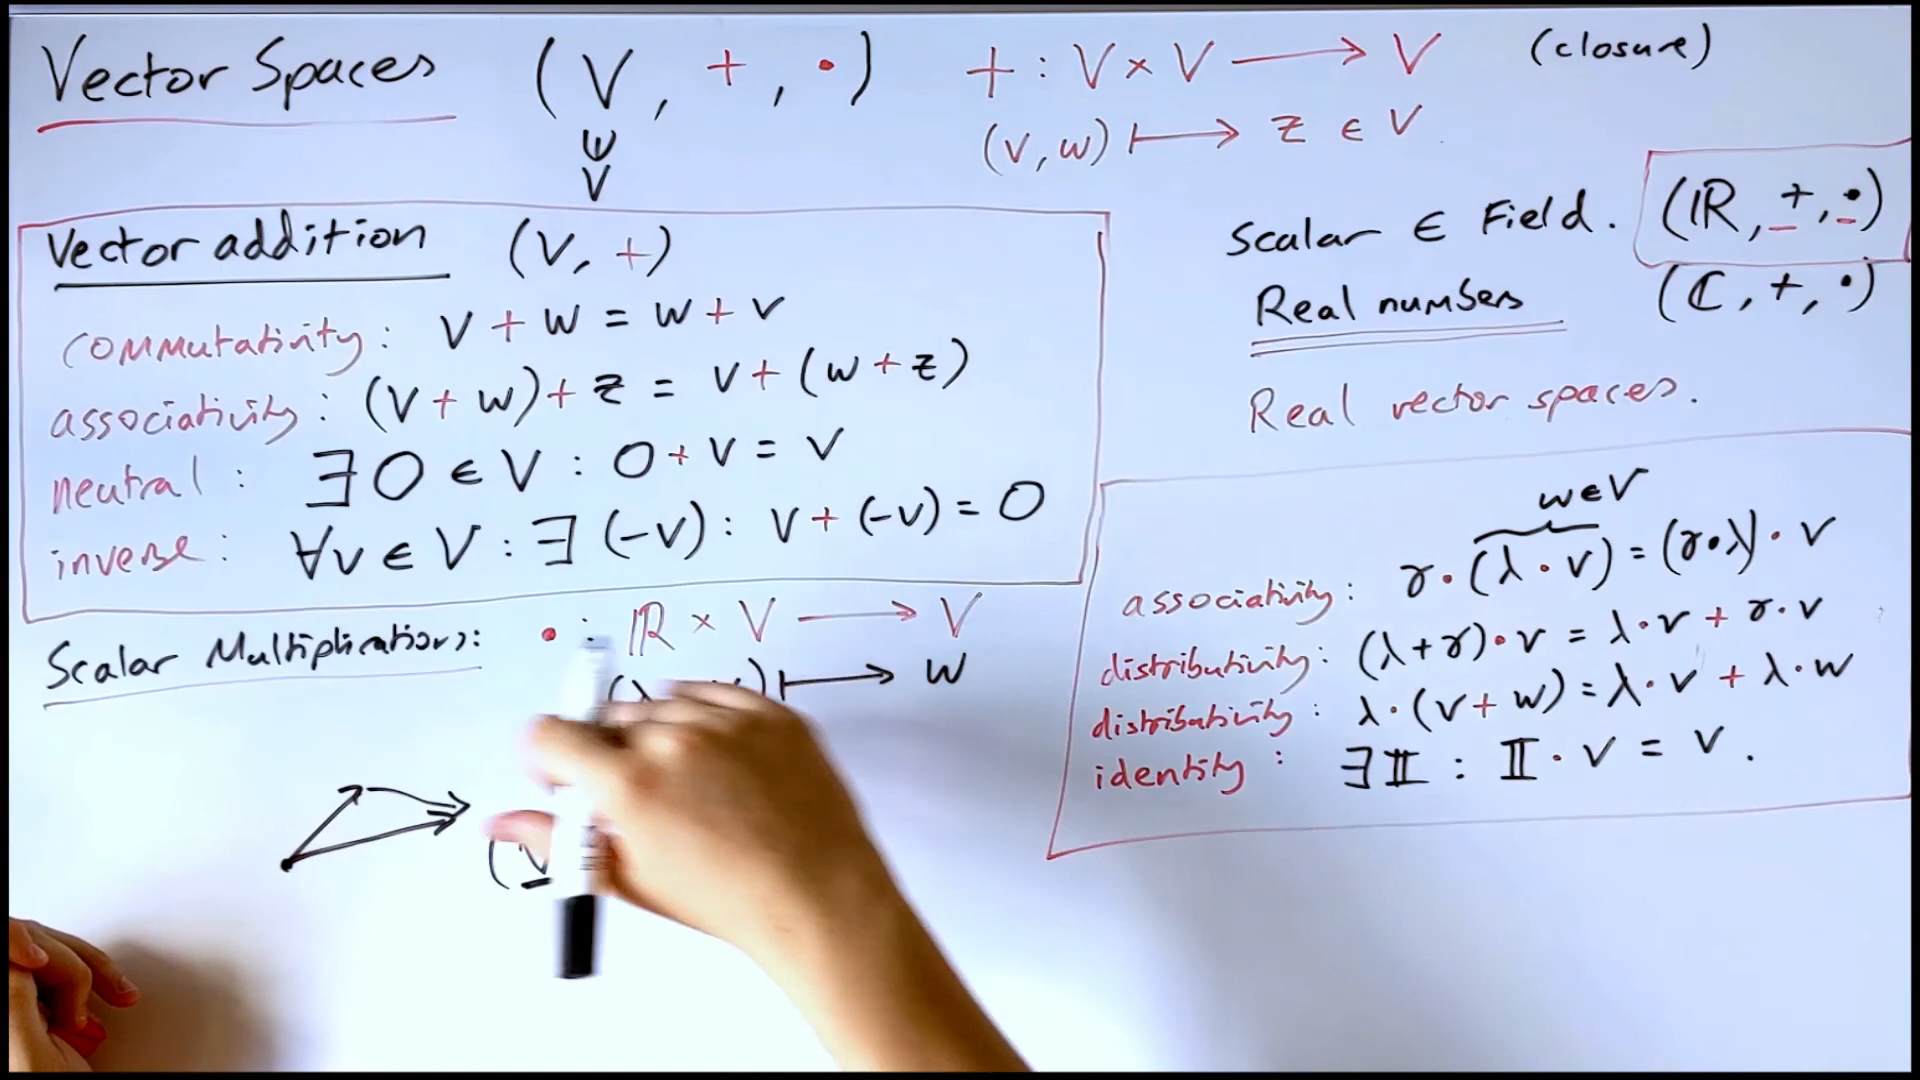 Vector Spaces (V, +, ·) + : V × V ⟶ V (closure)
(v, w) ⟼ z ∈ V
ψ
v
Vector addition (V, +)
commutativity: v + w = w + v
associativity: (v + w) + z = v + (w + z)
neutral: ∃ 0 ∈ V : 0 + v = v
inverse: ∀v ∈ V : ∃ (-v) : v + (-v) = 0
Scalar Multiplication: · : ℝ × V ⟶ V
(λ ⟼ w
(v
Scalar ∈ Field. (ℝ, +, ·)
Real numbers (ℂ, +, ·)
Real vector spaces.
w ∈ V
associativity: γ · (λ · v) = (γ · λ) · v
distributivity: (λ + γ) · v = λ · v + γ · v
distributivity: λ · (v + w) = λ · v + λ · w
identity: ∃ 𝕀 : 𝕀 · v = v.